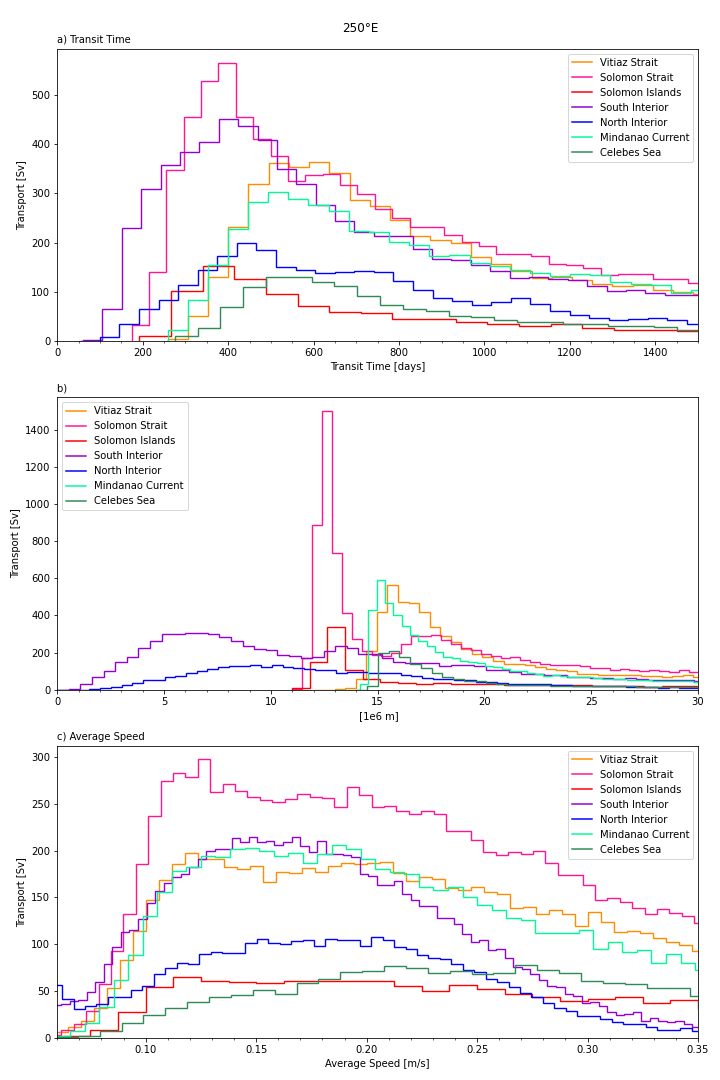 250°E
a) Transit Time
Transport [Sv]
500
400
300
200
100
0
Vitiaz Strait
Solomon Strait
Solomon Islands
South Interior
North Interior
Mindanao Current
Celebes Sea
0 200 400 600 800 1000 1200 1400
Transit Time [days]
b)
Transport [Sv]
1400
1200
1000
800
600
400
200
0
Vitiaz Strait
Solomon Strait
Solomon Islands
South Interior
North Interior
Mindanao Current
Celebes Sea
0 5 10 15 20 25 30
[1e6 m]
c) Average Speed
Transport [Sv]
300
250
200
150
100
50
0
Vitiaz Strait
Solomon Strait
Solomon Islands
South Interior
North Interior
Mindanao Current
Celebes Sea
0.10 0.15 0.20 0.25 0.30 0.35
Average Speed [m/s]